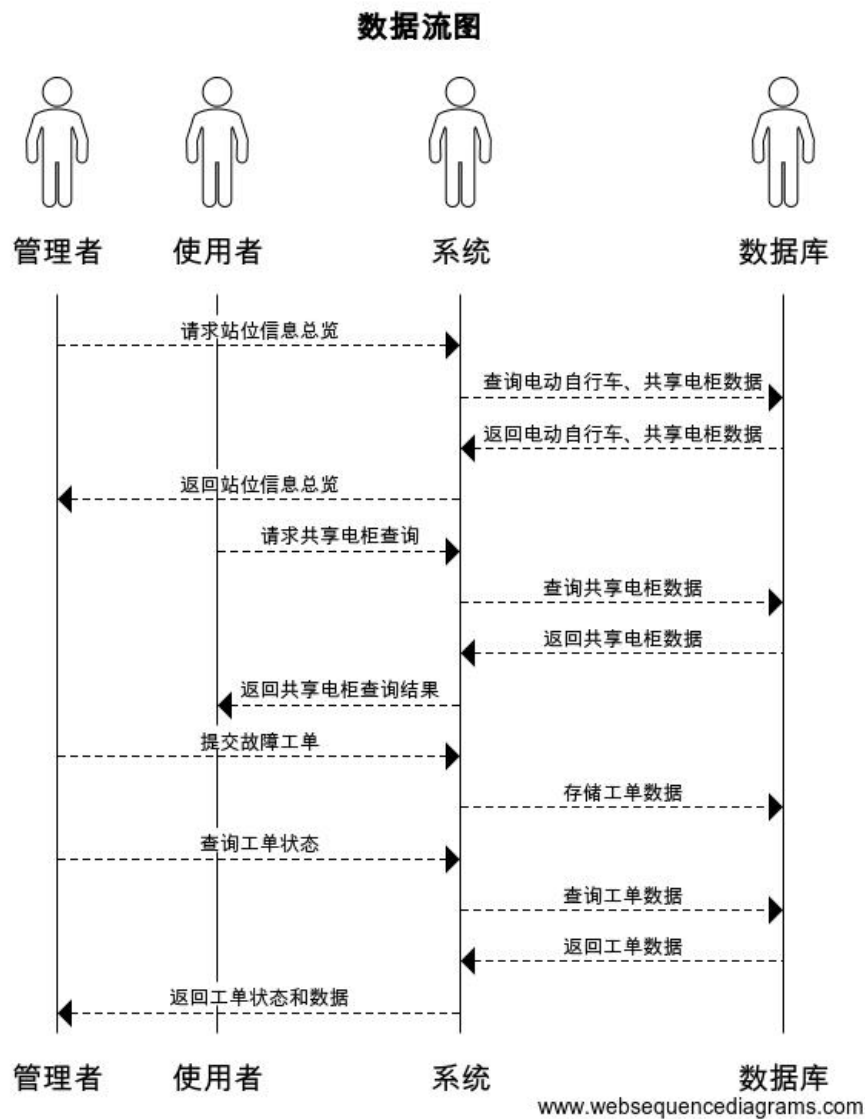 数据流图
管理者 使用者 系统 数据库
请求站位信息总览
查询电动自行车、共享电柜数据
返回电动自行车、共享电柜数据
返回站位信息总览
请求共享电柜查询
查询共享电柜数据
返回共享电柜数据
返回共享电柜查询结果
提交故障工单
存储工单数据
查询工单状态
查询工单数据
返回工单数据
返回工单状态和数据
管理者 使用者 系统 数据库
www.websequencediagrams.com